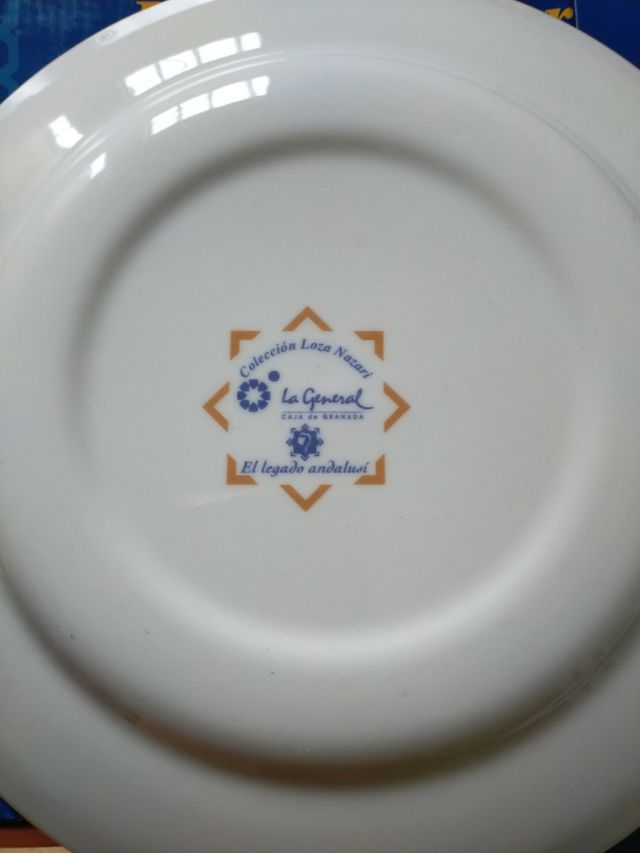 Colección Loza Nazarí
La General
CAJA de GRANADA
El legado andalusí